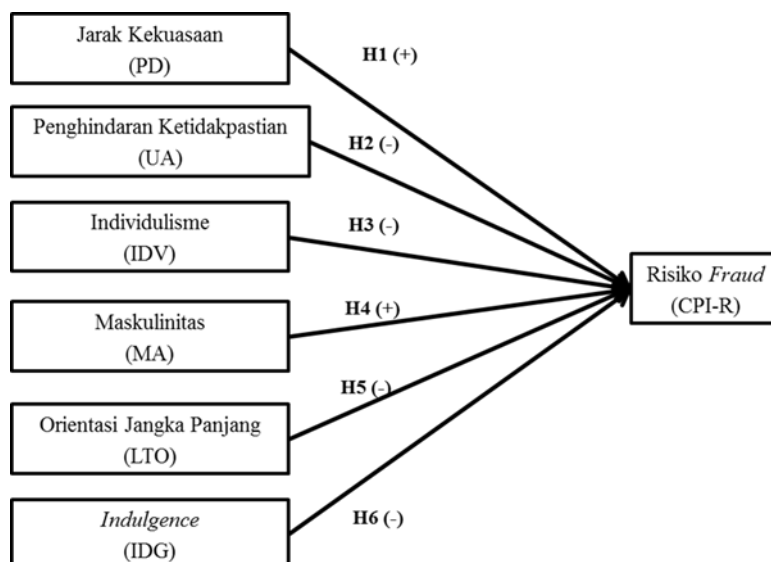 Jarak Kekuasaan
(PD)
H1 (+)
Penghindaran Ketidakpastian
(UA)
H2 (-)
Individulisme
(IDV)
H3 (-)
Risiko Fraud
(CPI-R)
Maskulinitas
(MA)
H4 (+)
Orientasi Jangka Panjang
(LTO)
H5 (-)
Indulgence
(IDG)
H6 (-)